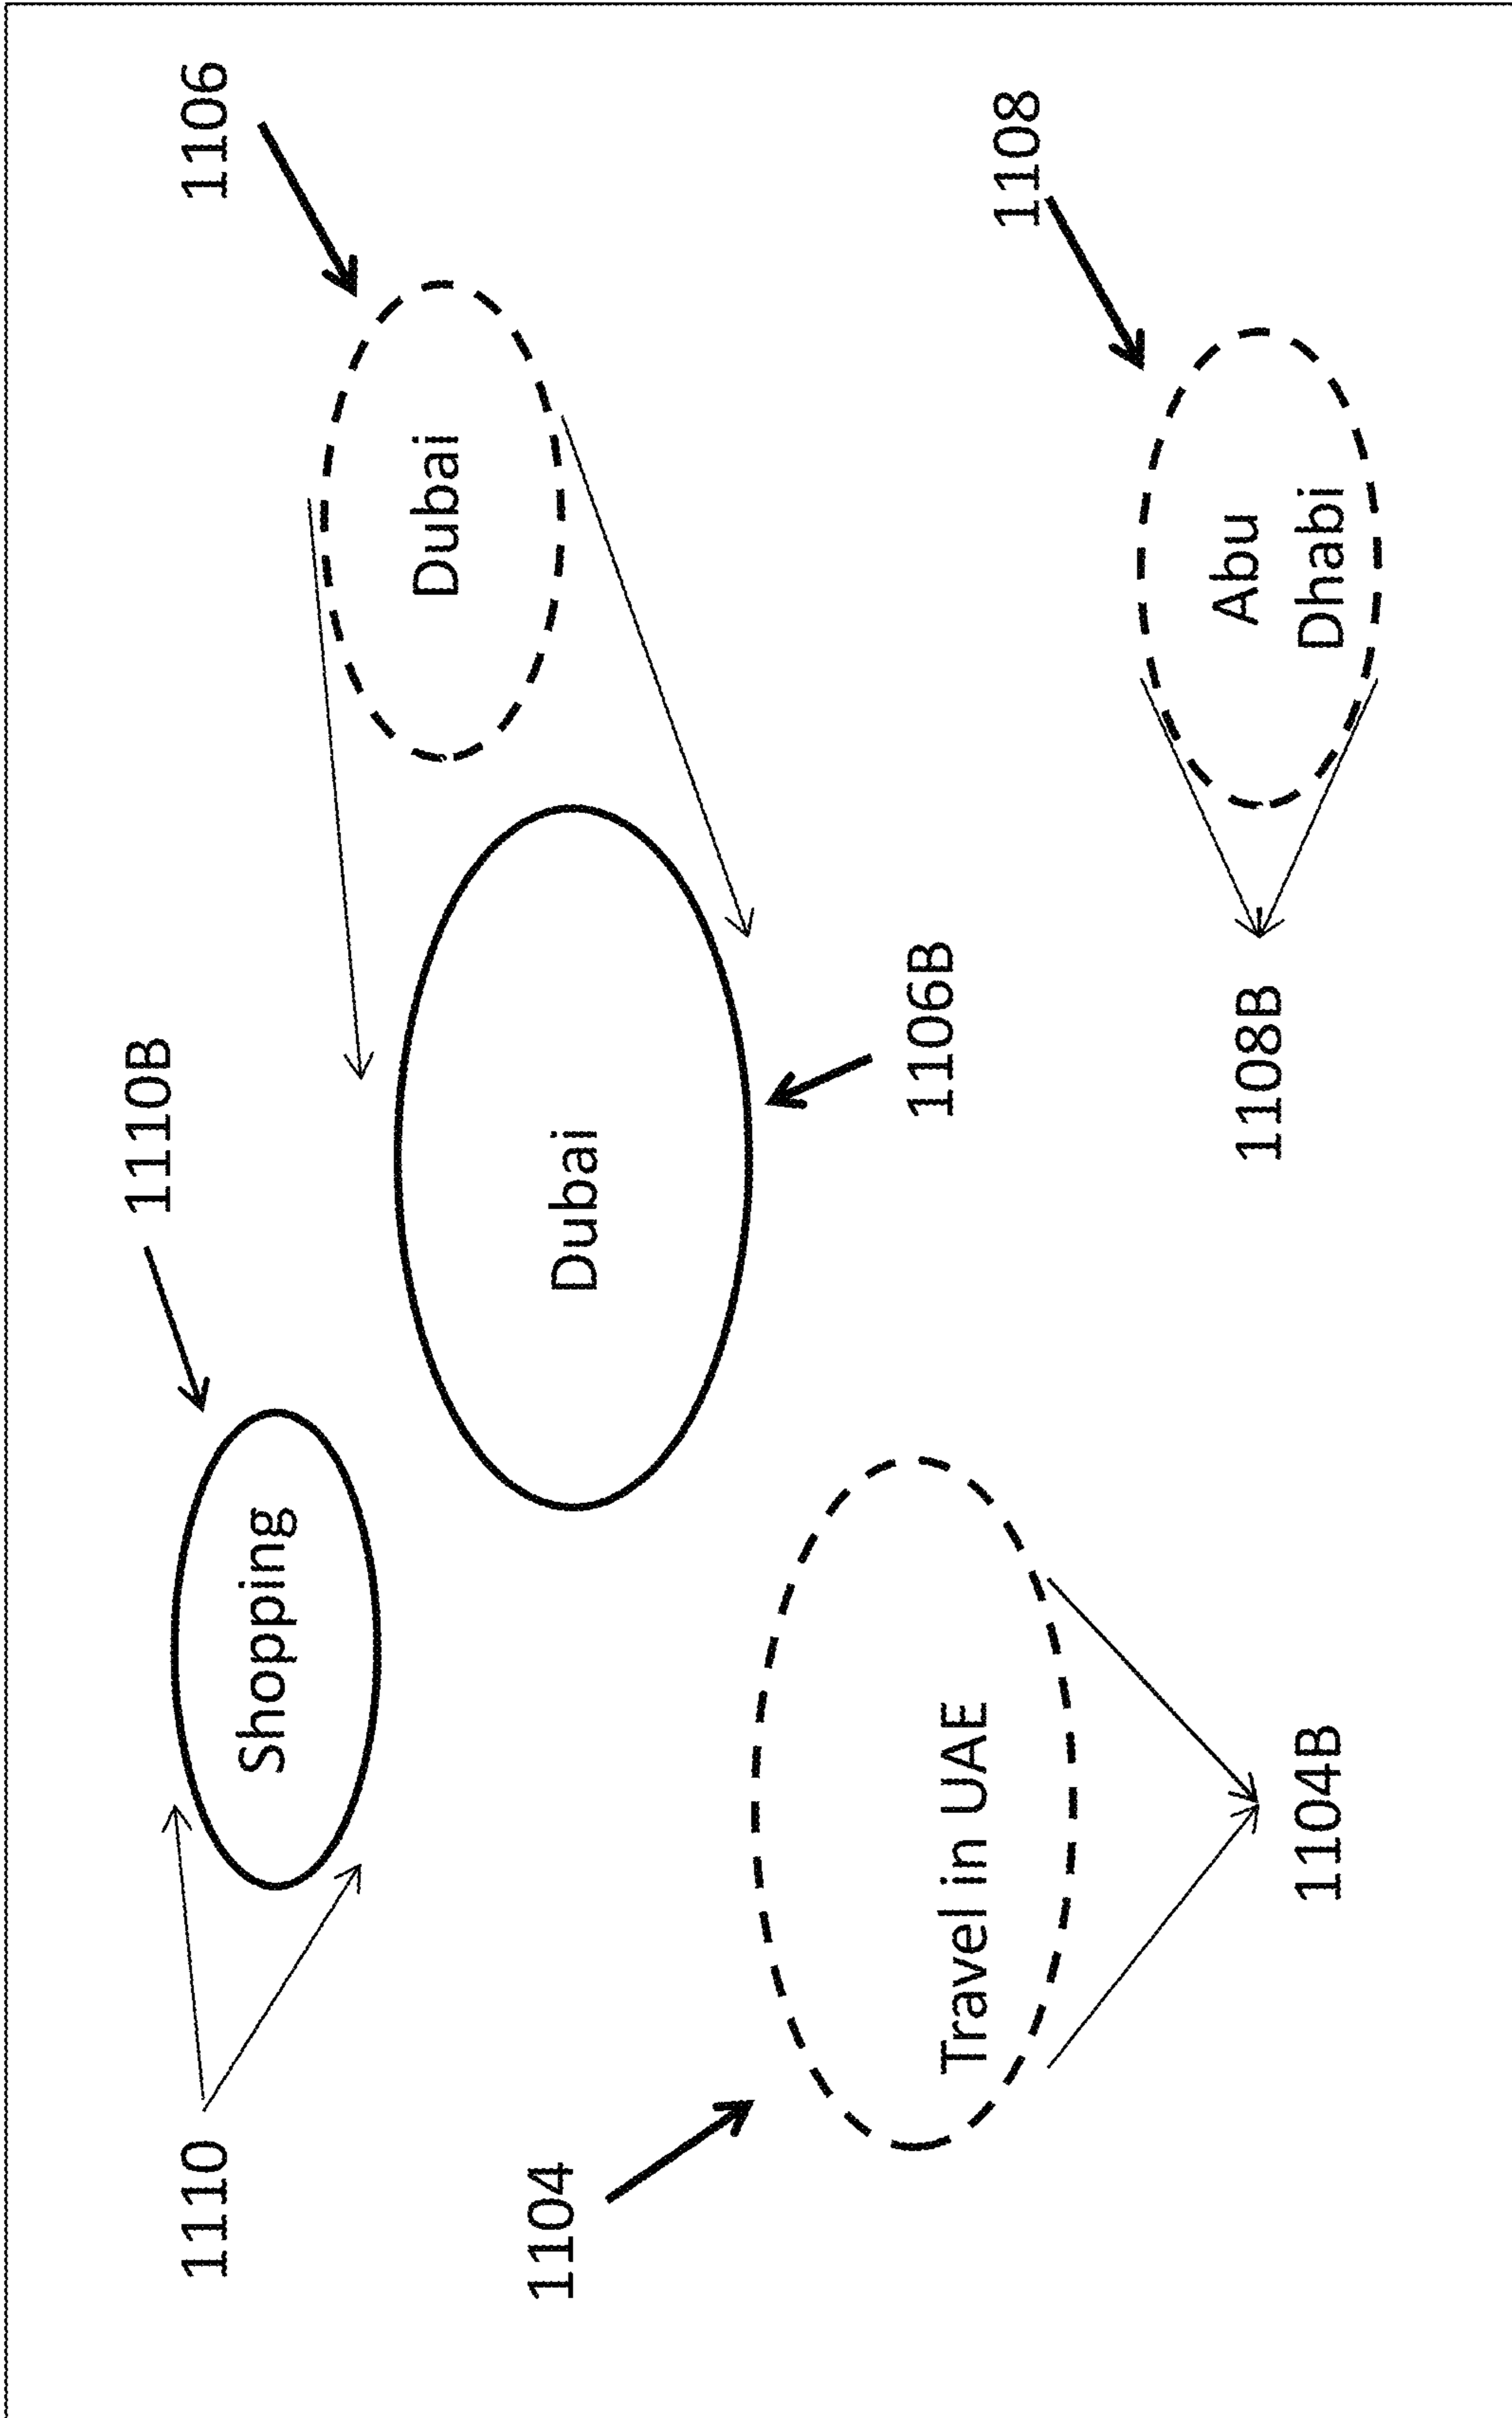 1110
1110B
1106
Shopping
Dubai
1104
Dubai
1106B
Travel in UAE
1108
Abu
Dhabi
1108B
1104B